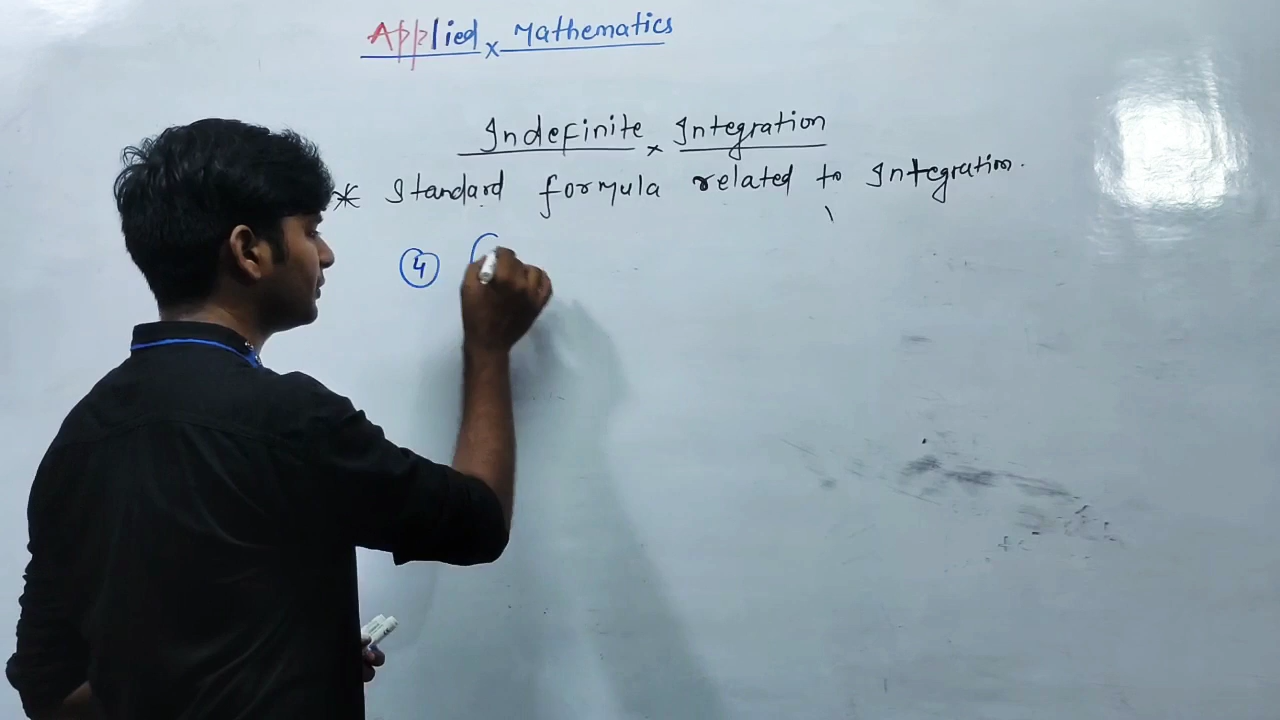 Applied × Mathematics
Indefinite × Integration
* Standard formula related to Integration.
④